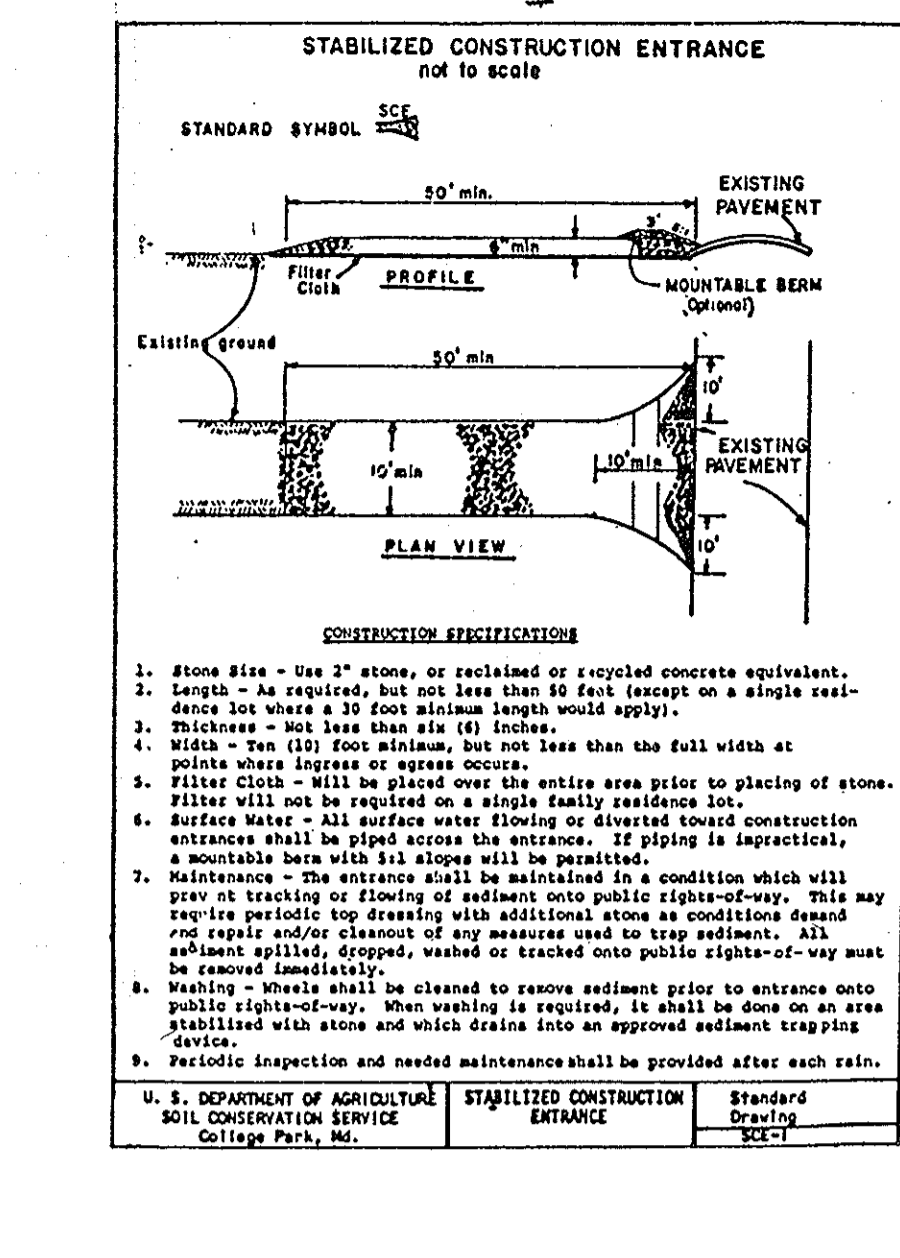 STABILIZED CONSTRUCTION ENTRANCE
not to scale
STANDARD SYMBOL SCE
50' min.
EXISTING
PAVEMENT
3'
5:1
6" min
Filter
Cloth
PROFILE
MOUNTABLE BERM
(Optional)
Existing ground
50' min
10'
EXISTING
PAVEMENT
10' min
10' min
10'
PLAN VIEW
CONSTRUCTION SPECIFICATIONS
1. Stone Size - Use 2" stone, or reclaimed or recycled concrete equivalent.
2. Length - As required, but not less than 50 feet (except on a single resi-
dence lot where a 30 foot minimum length would apply).
3. Thickness - Not less than six (6) inches.
4. Width - Ten (10) foot minimum, but not less than the full width at
points where ingress or egress occurs.
5. Filter Cloth - Will be placed over the entire area prior to placing of stone.
Filter will not be required on a single family residence lot.
6. Surface Water - All surface water flowing or diverted toward construction
entrances shall be piped across the entrance. If piping is impractical,
a mountable berm with 5:1 slopes will be permitted.
7. Maintenance - The entrance shall be maintained in a condition which will
prev nt tracking or flowing of sediment onto public rights-of-way. This may
require periodic top dressing with additional stone as conditions demand
and repair and/or cleanout of any measures used to trap sediment. All
sediment spilled, dropped, washed or tracked onto public rights-of-way must
be removed immediately.
8. Washing - Wheels shall be cleaned to remove sediment prior to entrance onto
public rights-of-way. When washing is required, it shall be done on an area
stabilized with stone and which drains into an approved sediment trapping
device.
9. Periodic inspection and needed maintenance shall be provided after each rain.
U. S. DEPARTMENT OF AGRICULTURE
SOIL CONSERVATION SERVICE
College Park, Md.
STABILIZED CONSTRUCTION
ENTRANCE
Standard
Drawing
SCE-1